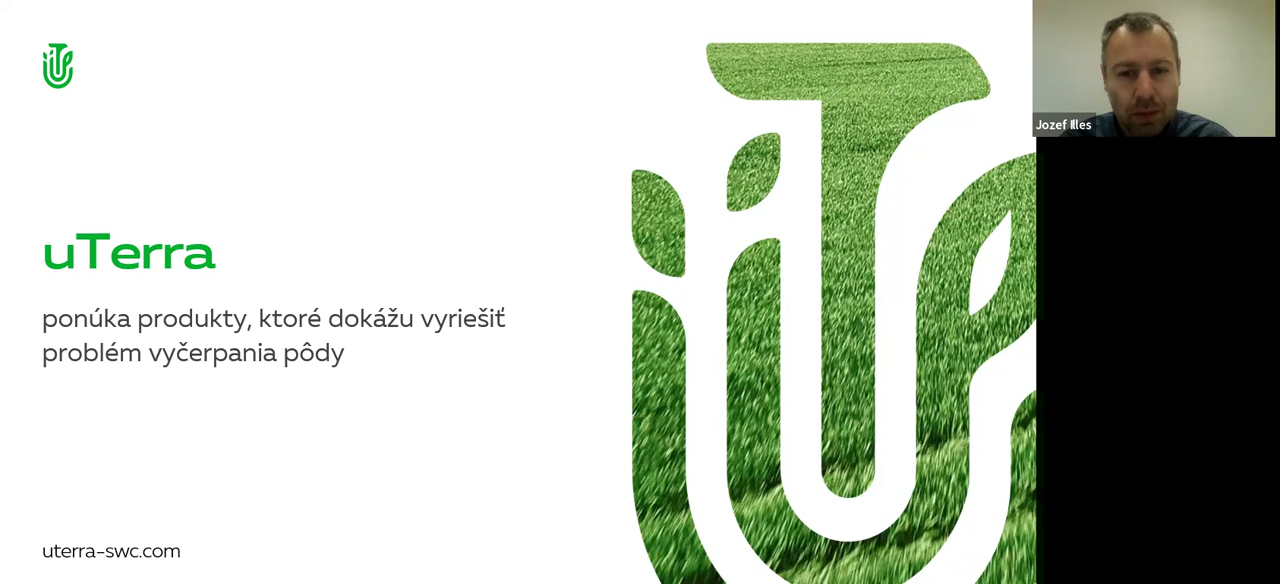 uTerra
ponúka produkty, ktoré dokážu vyriešiť
problém vyčerpania pôdy
uterra-swc.com
Jozef Illes